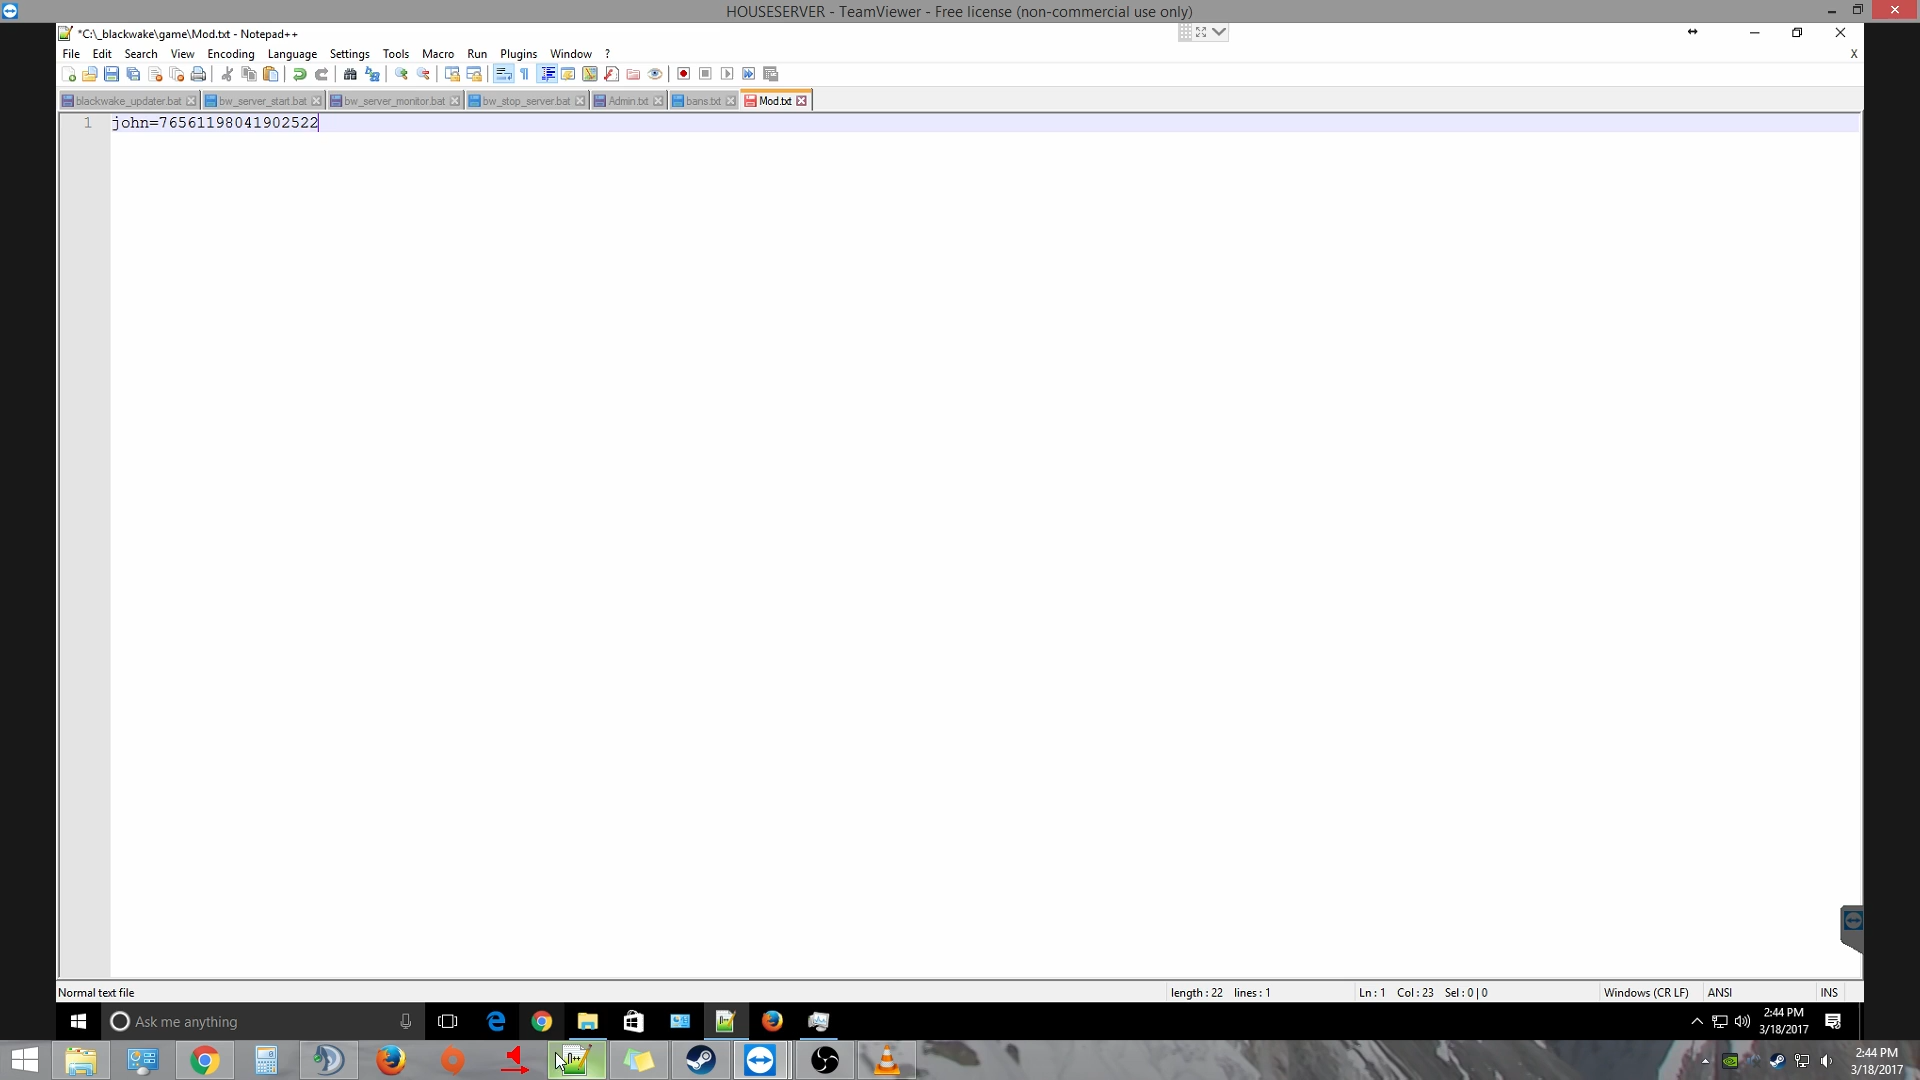 HOUSESERVER - TeamViewer - Free license (non-commercial use only)
*C:\_blackwake\game\Mod.txt - Notepad++
File Edit Search View Encoding Language Settings Tools Macro Run Plugins Window ? X
blackwake_updater.bat bw_server_start.bat bw_server_monitor.bat bw_stop_server.bat Admin.txt bans.txt Mod.txt
1 john=76561198041902522
Normal text file length : 22 lines : 1 Ln : 1 Col : 23 Sel : 0 | 0 Windows (CR LF) ANSI INS
Ask me anything
2:44 PM
3/18/2017
2:44 PM
3/18/2017